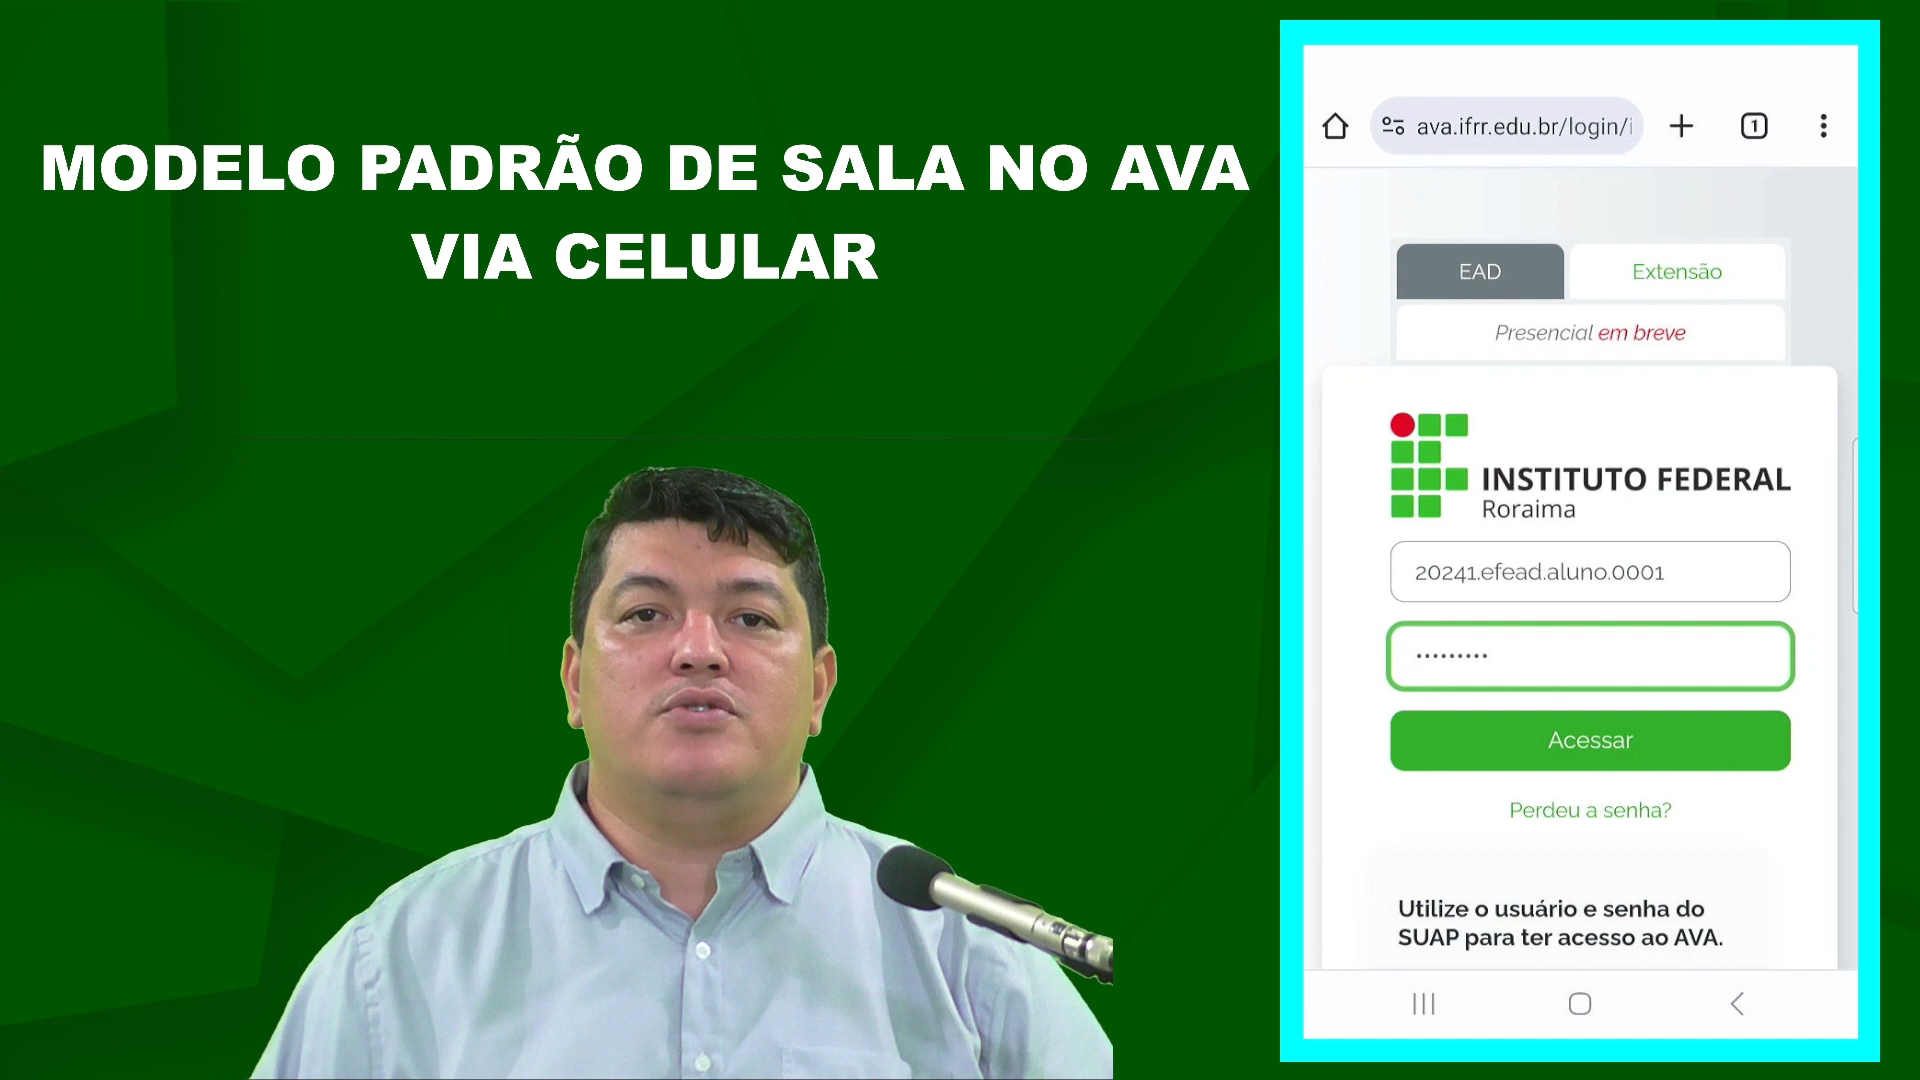 MODELO PADRÃO DE SALA NO AVA
VIA CELULAR
ava.ifrr.edu.br/login/i
1
EAD
Extensão
Presencial em breve
INSTITUTO FEDERAL
Roraima
20241.efead.aluno.0001
•••••••••
Acessar
Perdeu a senha?
Utilize o usuário e senha do
SUAP para ter acesso ao AVA.